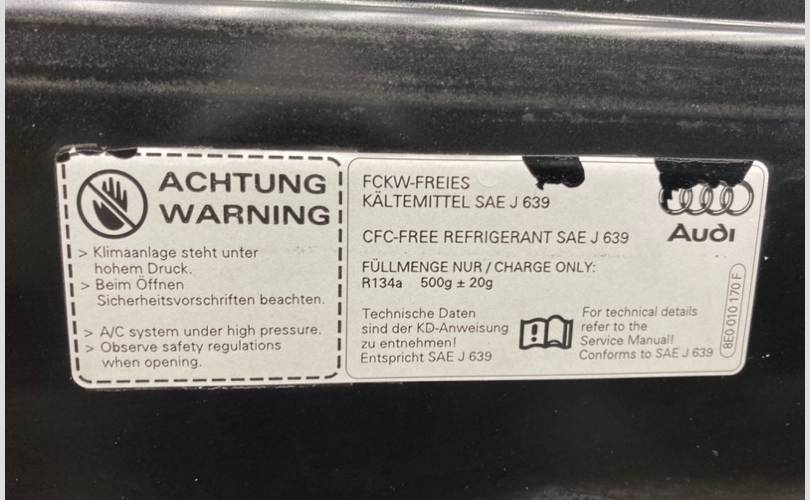 ACHTUNG
WARNING
> Klimaanlage steht unter
hohem Druck.
> Beim Öffnen
Sicherheitsvorschriften beachten.
> A/C system under high pressure.
> Observe safety regulations
when opening.
FCKW-FREIES
KÄLTEMITTEL SAE J 639
CFC-FREE REFRIGERANT SAE J 639
FÜLLMENGE NUR / CHARGE ONLY:
R134a 500g ± 20g
Technische Daten
sind der KD-Anweisung
zu entnehmen!
Entspricht SAE J 639
Audi
For technical details
refer to the
Service Manual!
Conforms to SAE J 639
8E0 010 170 F